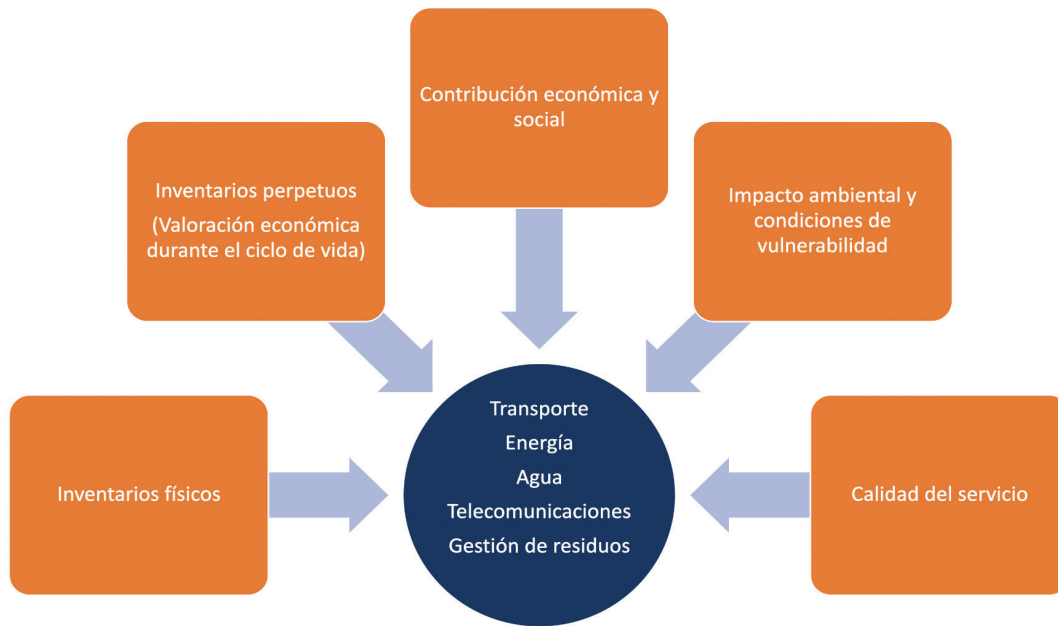 Contribución económica y
social
Inventarios perpetuos
(Valoración económica
durante el ciclo de vida)
Impacto ambiental y
condiciones de
vulnerabilidad
Inventarios físicos
Transporte
Energía
Agua
Telecomunicaciones
Gestión de residuos
Calidad del servicio